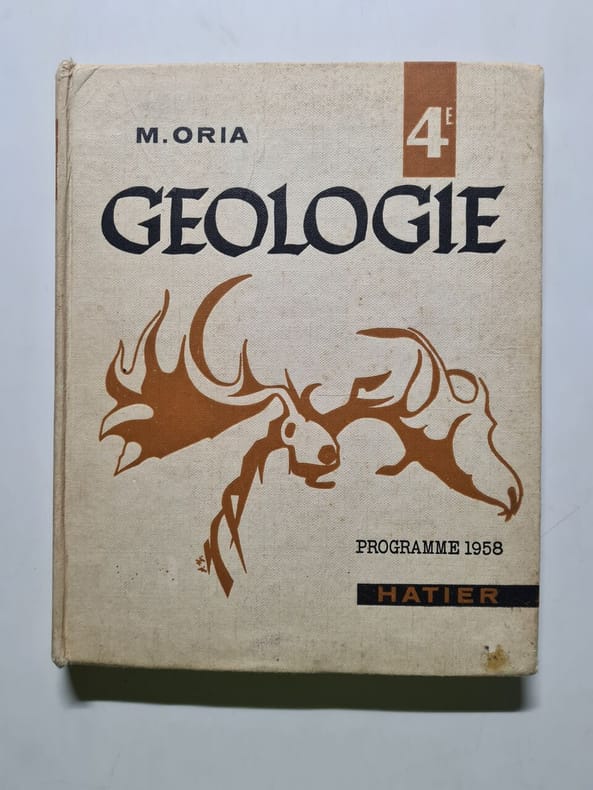 4E
M.ORIA
GEOLOGIE
PROGRAMME 1958
HATIER